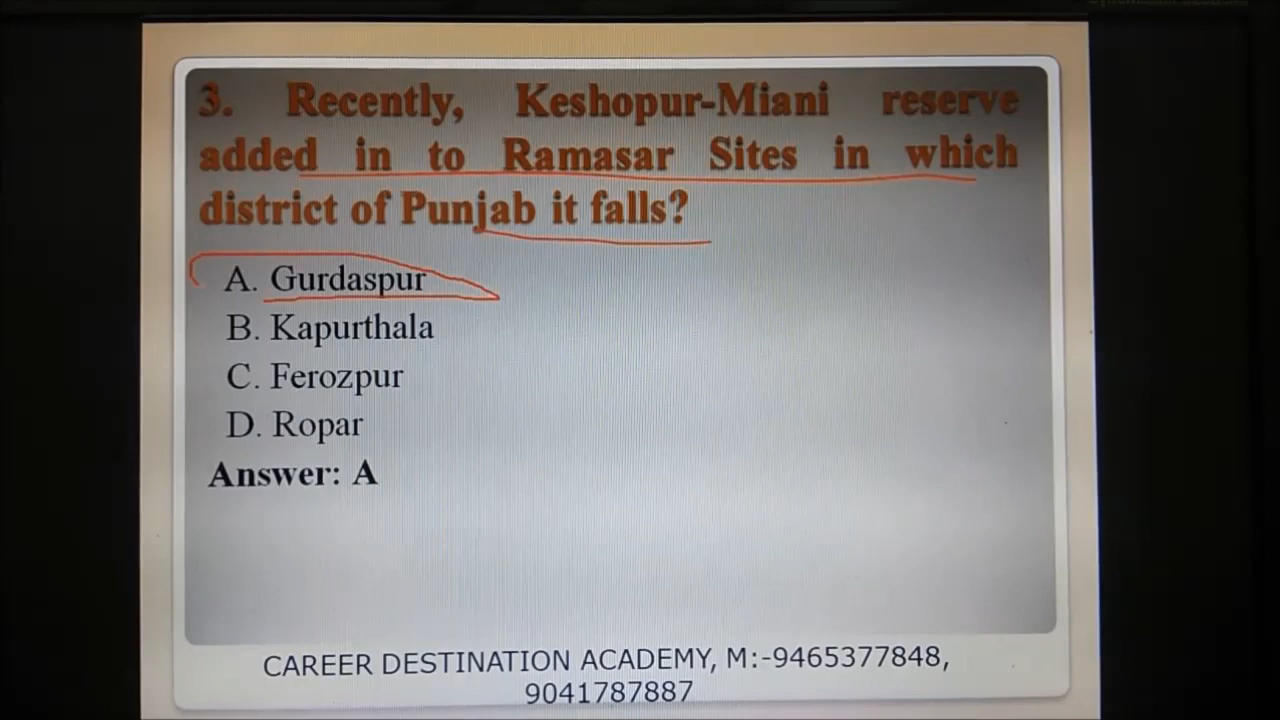 3. Recently, Keshopur-Miani reserve
added in to Ramasar Sites in which
district of Punjab it falls?
A. Gurdaspur
B. Kapurthala
C. Ferozpur
D. Ropar
Answer: A
CAREER DESTINATION ACADEMY, M:-9465377848,
9041787887